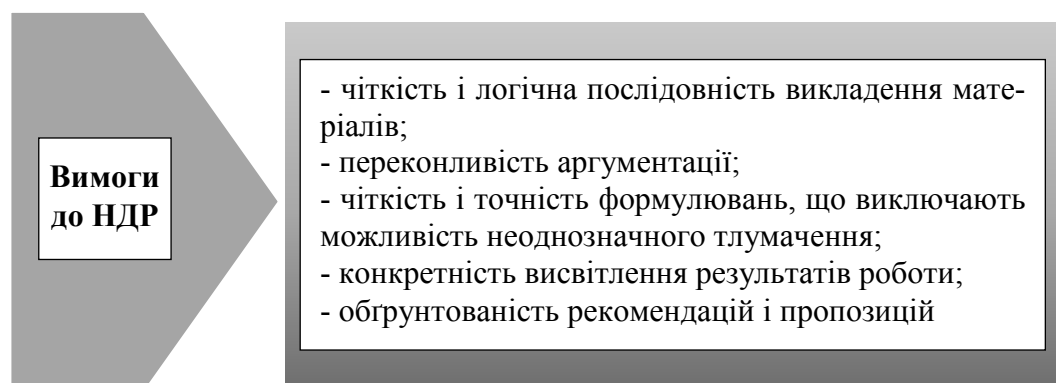 Вимоги
до НДР
- чіткість і логічна послідовність викладення мате-
ріалів;
- переконливість аргументації;
- чіткість і точність формулювань, що виключають
можливість неоднозначного тлумачення;
- конкретність висвітлення результатів роботи;
- обґрунтованість рекомендацій і пропозицій